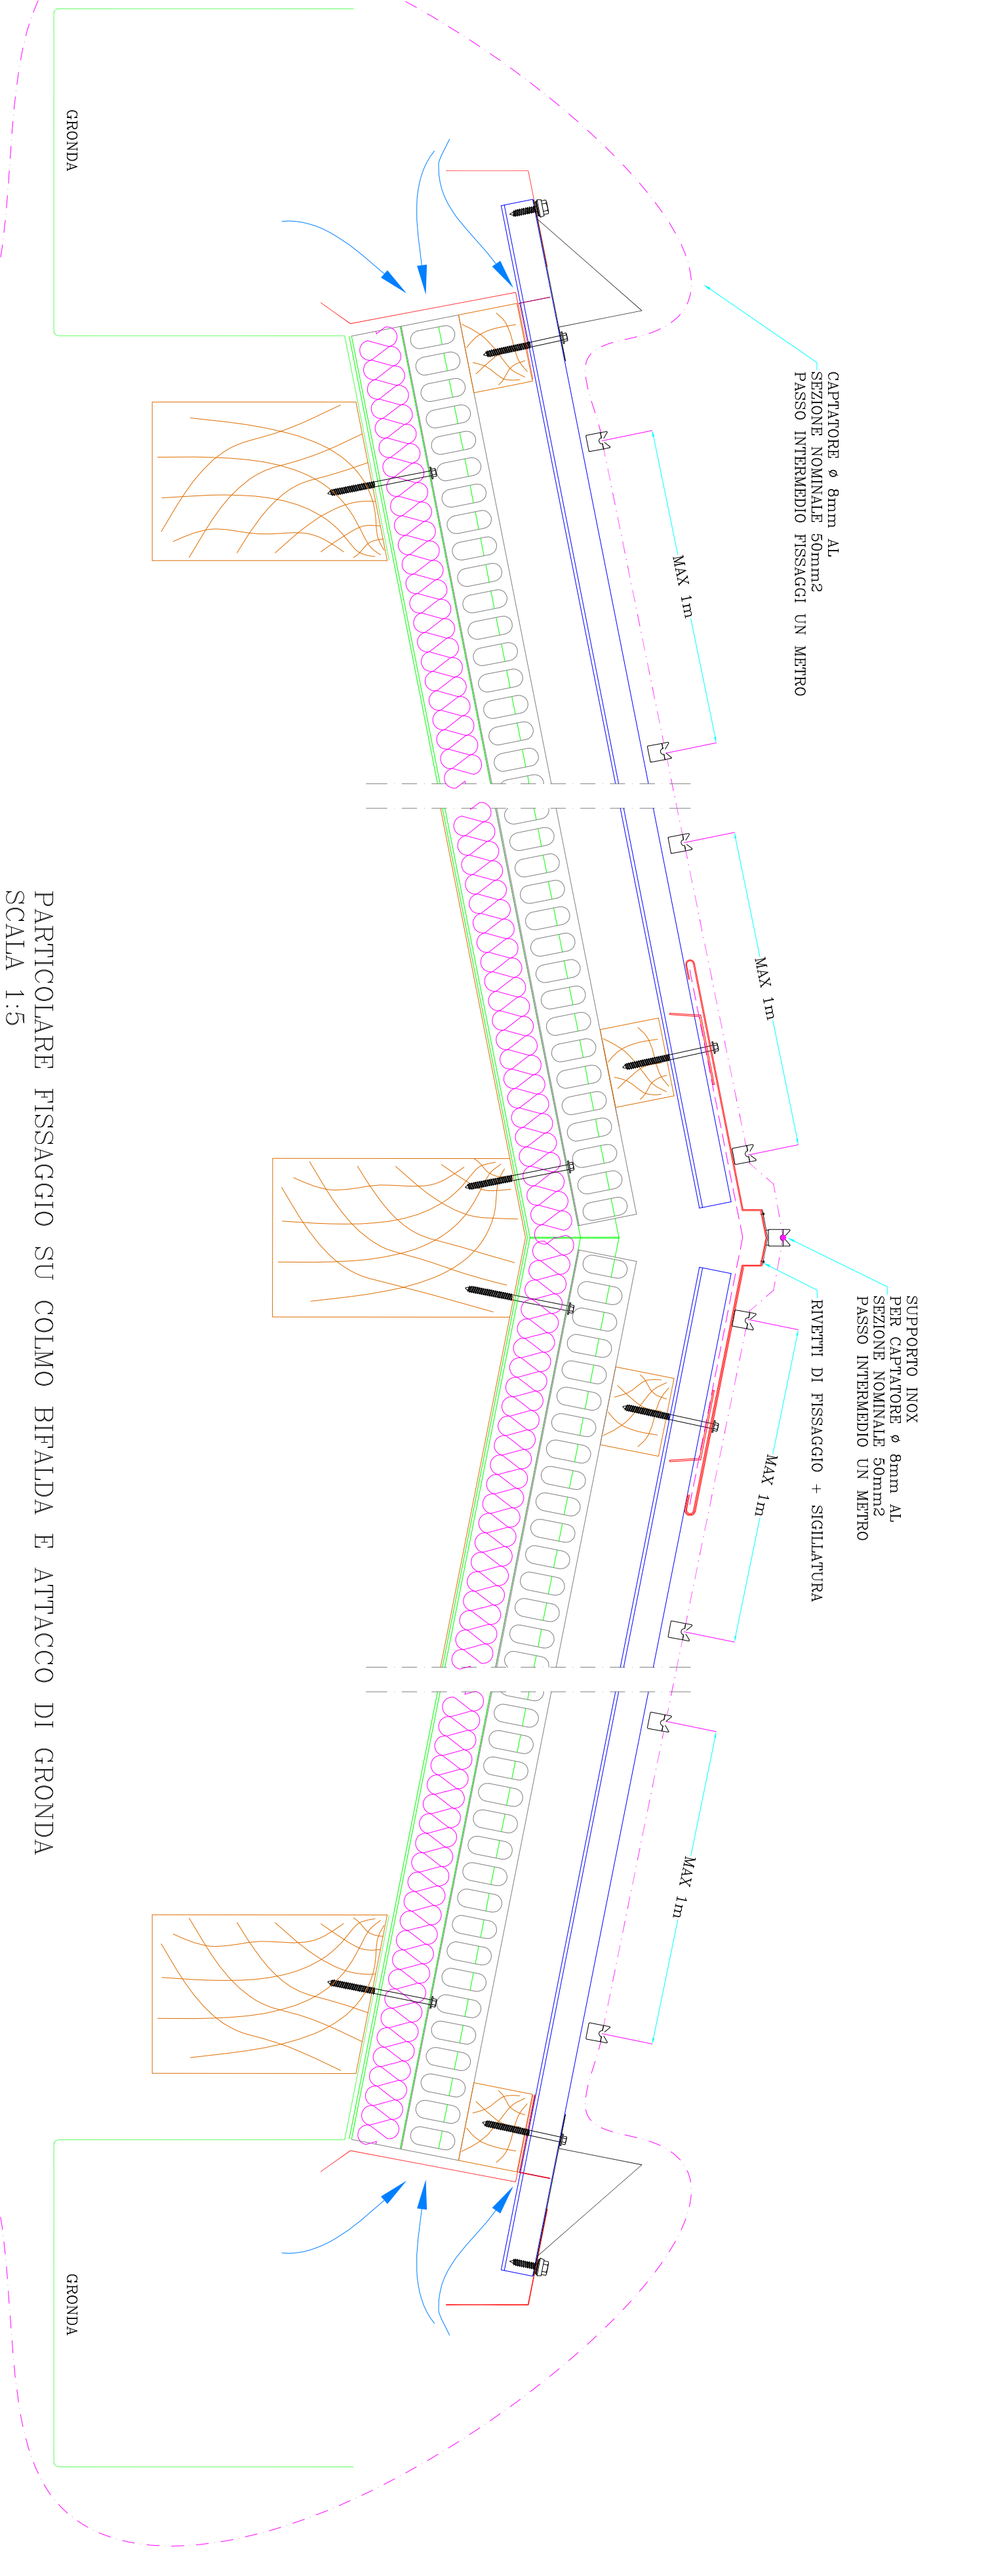 GRONDA
CAPTATORE ø 8mm AL
SEZIONE NOMINALE 50mm2
PASSO INTERMEDIO FISSAGGI UN METRO
MAX 1m
MAX 1m
SUPPORTO INOX
PER CAPTATORE ø 8mm AL
SEZIONE NOMINALE 50mm2
PASSO INTERMEDIO UN METRO
RIVETTI DI FISSAGGIO + SIGILLATURA
MAX 1m
MAX 1m
GRONDA
PARTICOLARE FISSAGGIO SU COLMO BIFALDA E ATTACCO DI GRONDA
SCALA 1:5